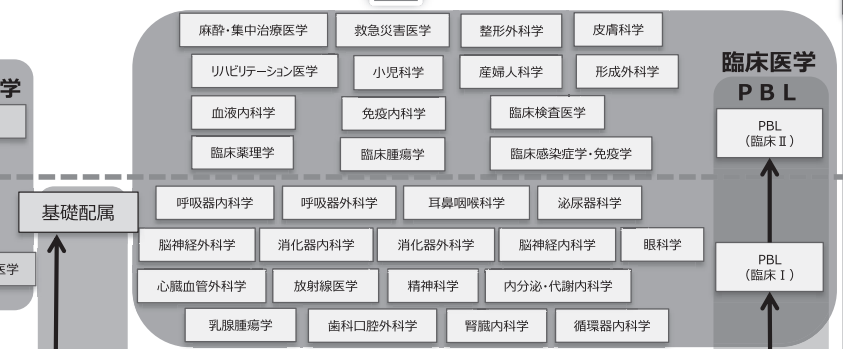 麻酔・集中治療医学
救急災害医学
整形外科学
皮膚科学
リハビリテーション医学
小児科学
産婦人科学
形成外科学
臨床医学
学
PBL
血液内科学
免疫内科学
臨床検査医学
PBL
（臨床Ⅱ）
臨床薬理学
臨床腫瘍学
臨床感染症学・免疫学
呼吸器内科学
呼吸器外科学
耳鼻咽喉科学
泌尿器科学
基礎配属
脳神経外科学
消化器内科学
消化器外科学
脳神経内科学
眼科学
PBL
（臨床Ⅰ）
医学
心臓血管外科学
放射線医学
精神科学
内分泌・代謝内科学
乳腺腫瘍学
歯科口腔外科学
腎臓内科学
循環器内科学